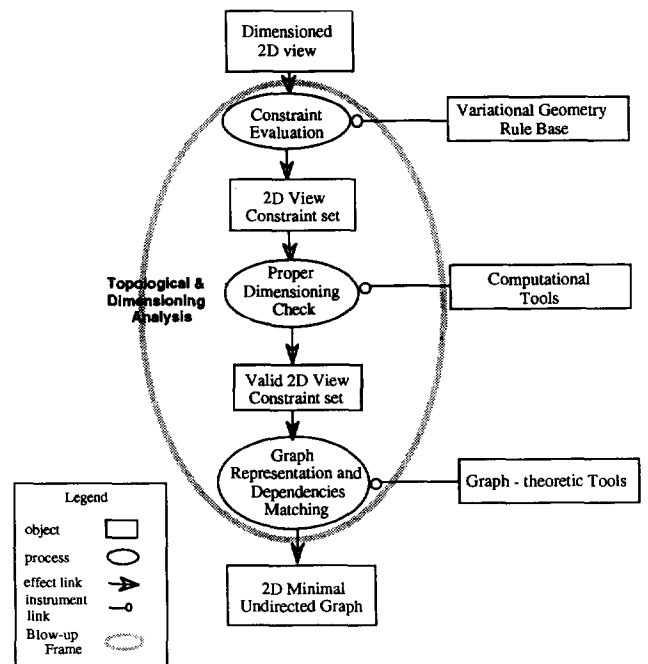 Dimensioned
2D view
Constraint
Evaluation
Variational Geometry
Rule Base
2D View
Constraint set
Topological &
Dimensioning
Analysis
Proper
Dimensioning
Check
Computational
Tools
Valid 2D View
Constraint set
Graph
Representation and
Dependencies
Matching
Graph - theoretic Tools
2D Minimal
Undirected Graph
Legend
object
process
effect link
instrument
link
Blow-up
Frame